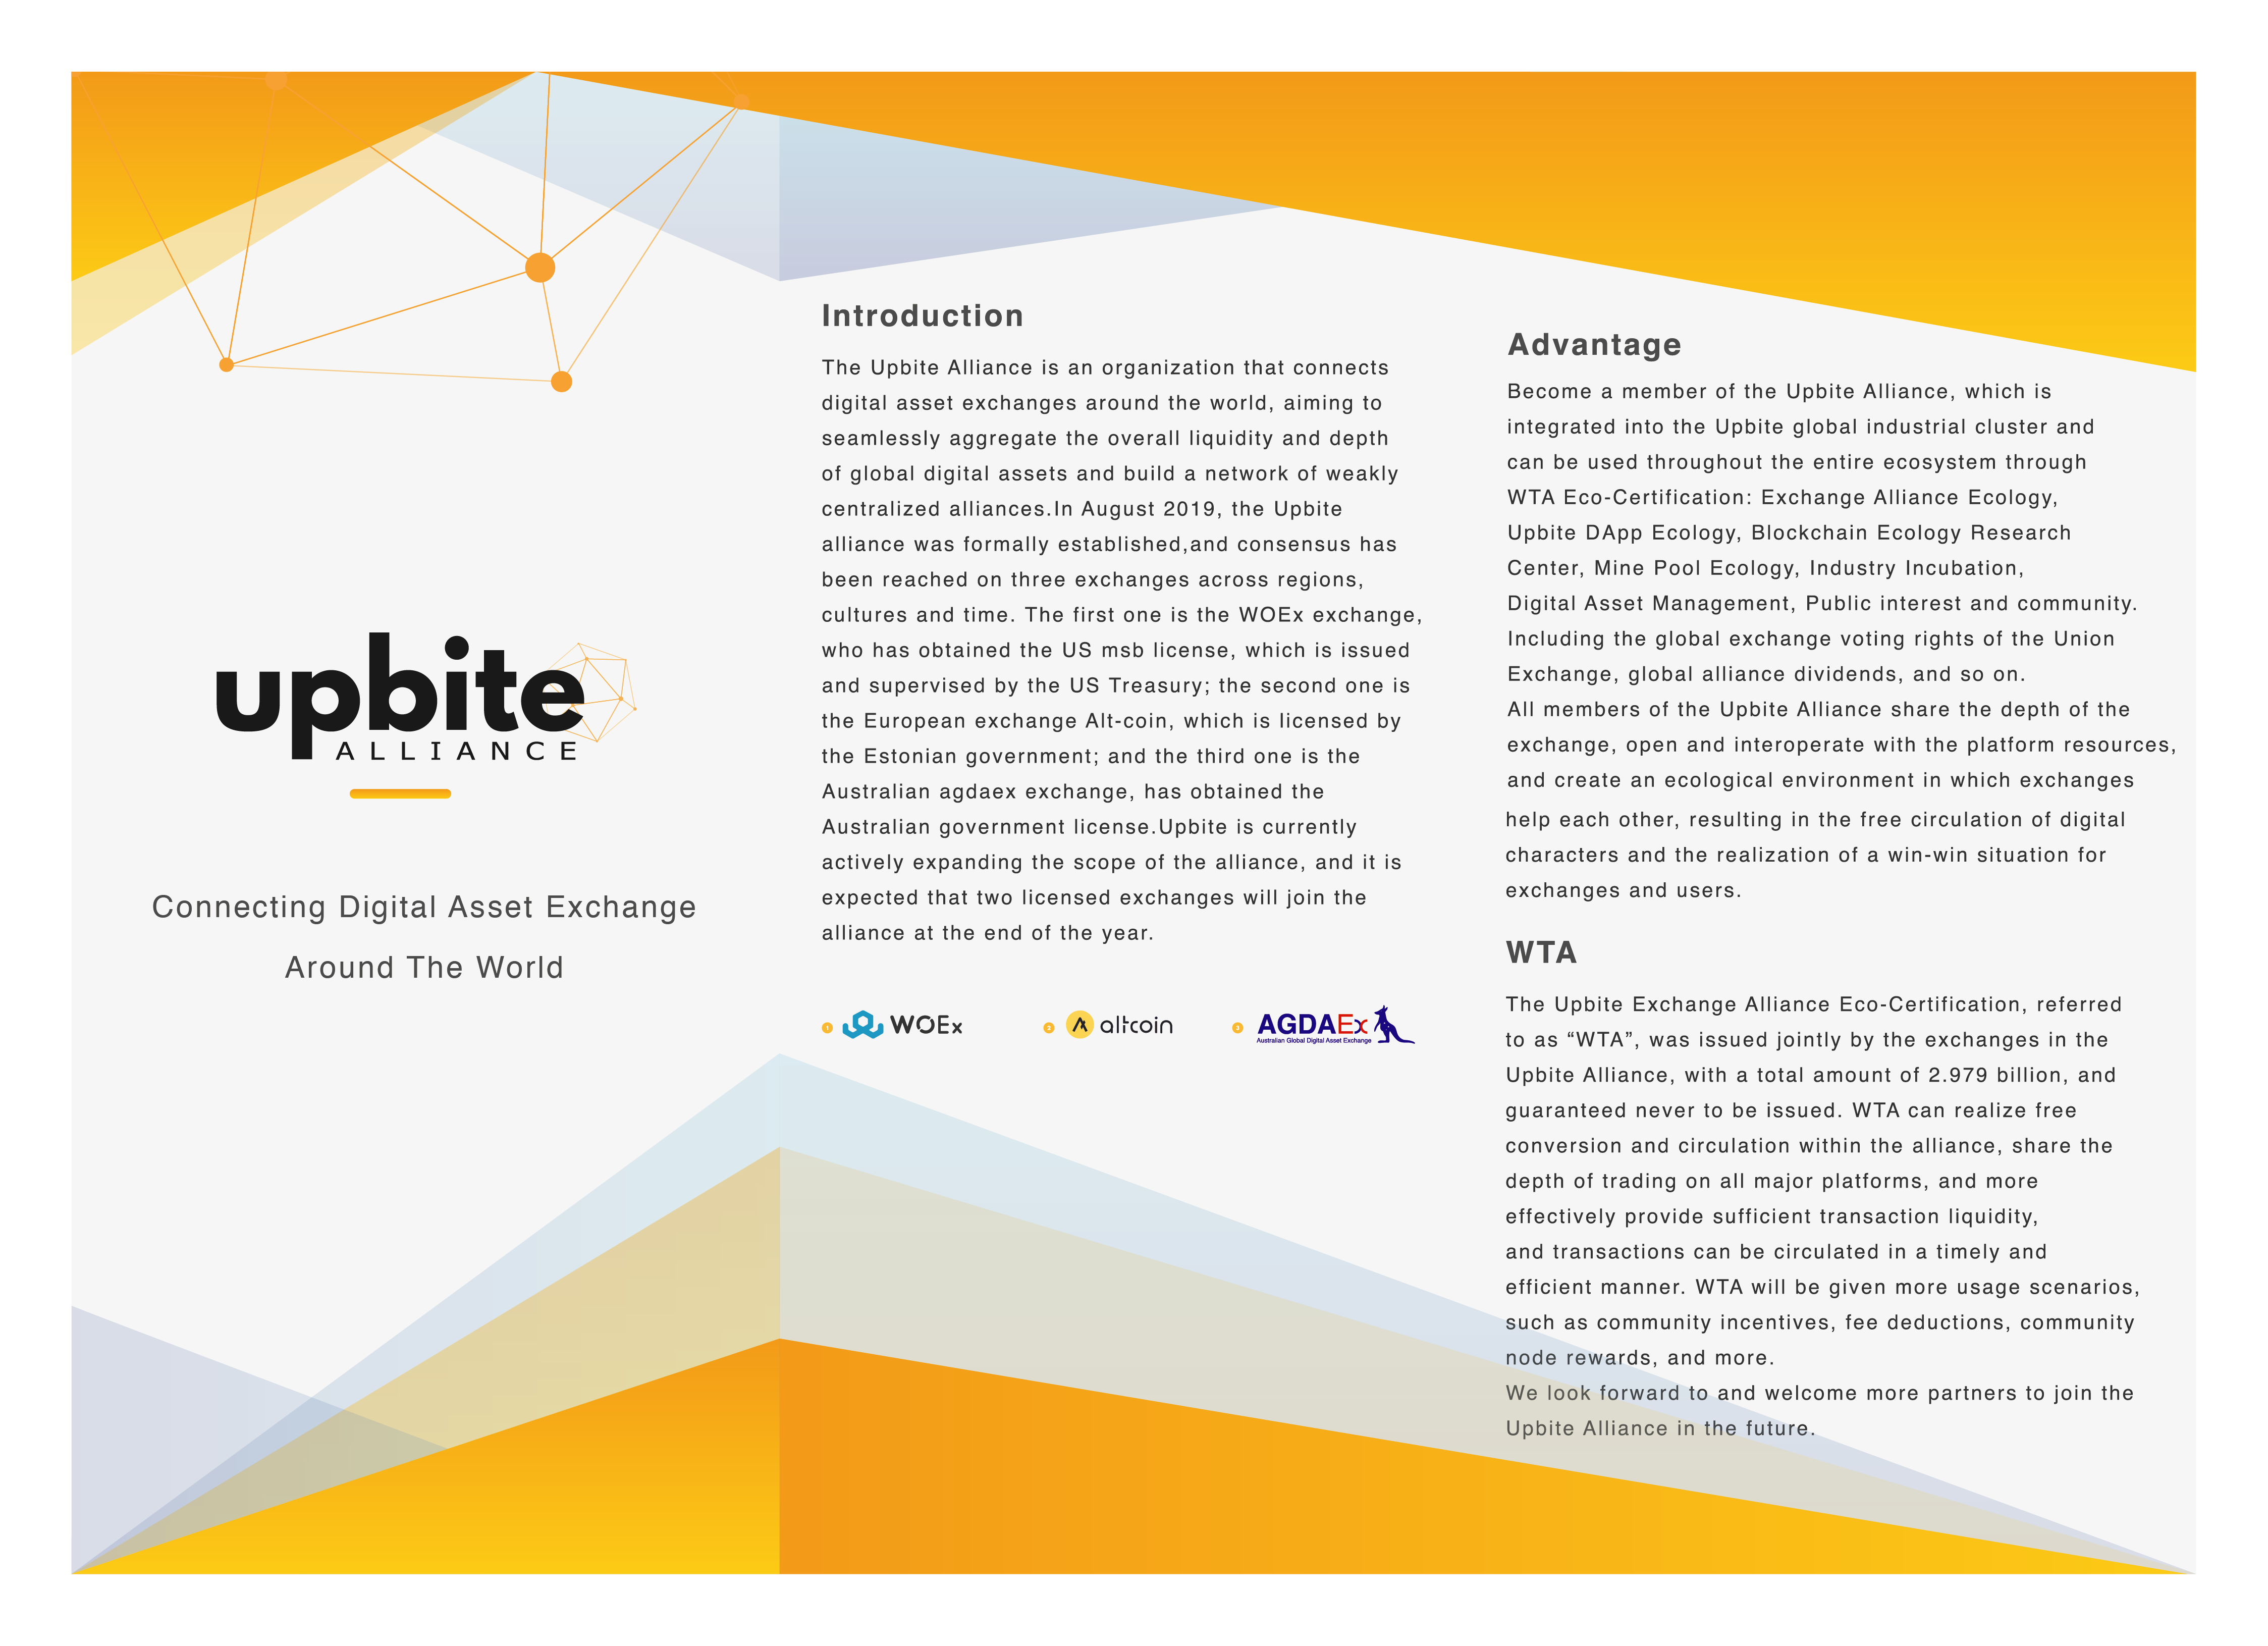 upbite
ALLIANCE
Connecting Digital Asset Exchange
Around The World
Introduction
The Upbite Alliance is an organization that connects
digital asset exchanges around the world, aiming to
seamlessly aggregate the overall liquidity and depth
of global digital assets and build a network of weakly
centralized alliances.In August 2019, the Upbite
alliance was formally established,and consensus has
been reached on three exchanges across regions,
cultures and time. The first one is the WOEx exchange,
who has obtained the US msb license, which is issued
and supervised by the US Treasury; the second one is
the European exchange Alt-coin, which is licensed by
the Estonian government; and the third one is the
Australian agdaex exchange, has obtained the
Australian government license.Upbite is currently
actively expanding the scope of the alliance, and it is
expected that two licensed exchanges will join the
alliance at the end of the year.
1 WOEx
2 altcoin
3 AGDAEx
Australian Global Digital Asset Exchange
Advantage
Become a member of the Upbite Alliance, which is
integrated into the Upbite global industrial cluster and
can be used throughout the entire ecosystem through
WTA Eco-Certification: Exchange Alliance Ecology,
Upbite DApp Ecology, Blockchain Ecology Research
Center, Mine Pool Ecology, Industry Incubation,
Digital Asset Management, Public interest and community.
Including the global exchange voting rights of the Union
Exchange, global alliance dividends, and so on.
All members of the Upbite Alliance share the depth of the
exchange, open and interoperate with the platform resources,
and create an ecological environment in which exchanges
help each other, resulting in the free circulation of digital
characters and the realization of a win-win situation for
exchanges and users.
WTA
The Upbite Exchange Alliance Eco-Certification, referred
to as “WTA”, was issued jointly by the exchanges in the
Upbite Alliance, with a total amount of 2.979 billion, and
guaranteed never to be issued. WTA can realize free
conversion and circulation within the alliance, share the
depth of trading on all major platforms, and more
effectively provide sufficient transaction liquidity,
and transactions can be circulated in a timely and
efficient manner. WTA will be given more usage scenarios,
such as community incentives, fee deductions, community
node rewards, and more.
We look forward to and welcome more partners to join the
Upbite Alliance in the future.